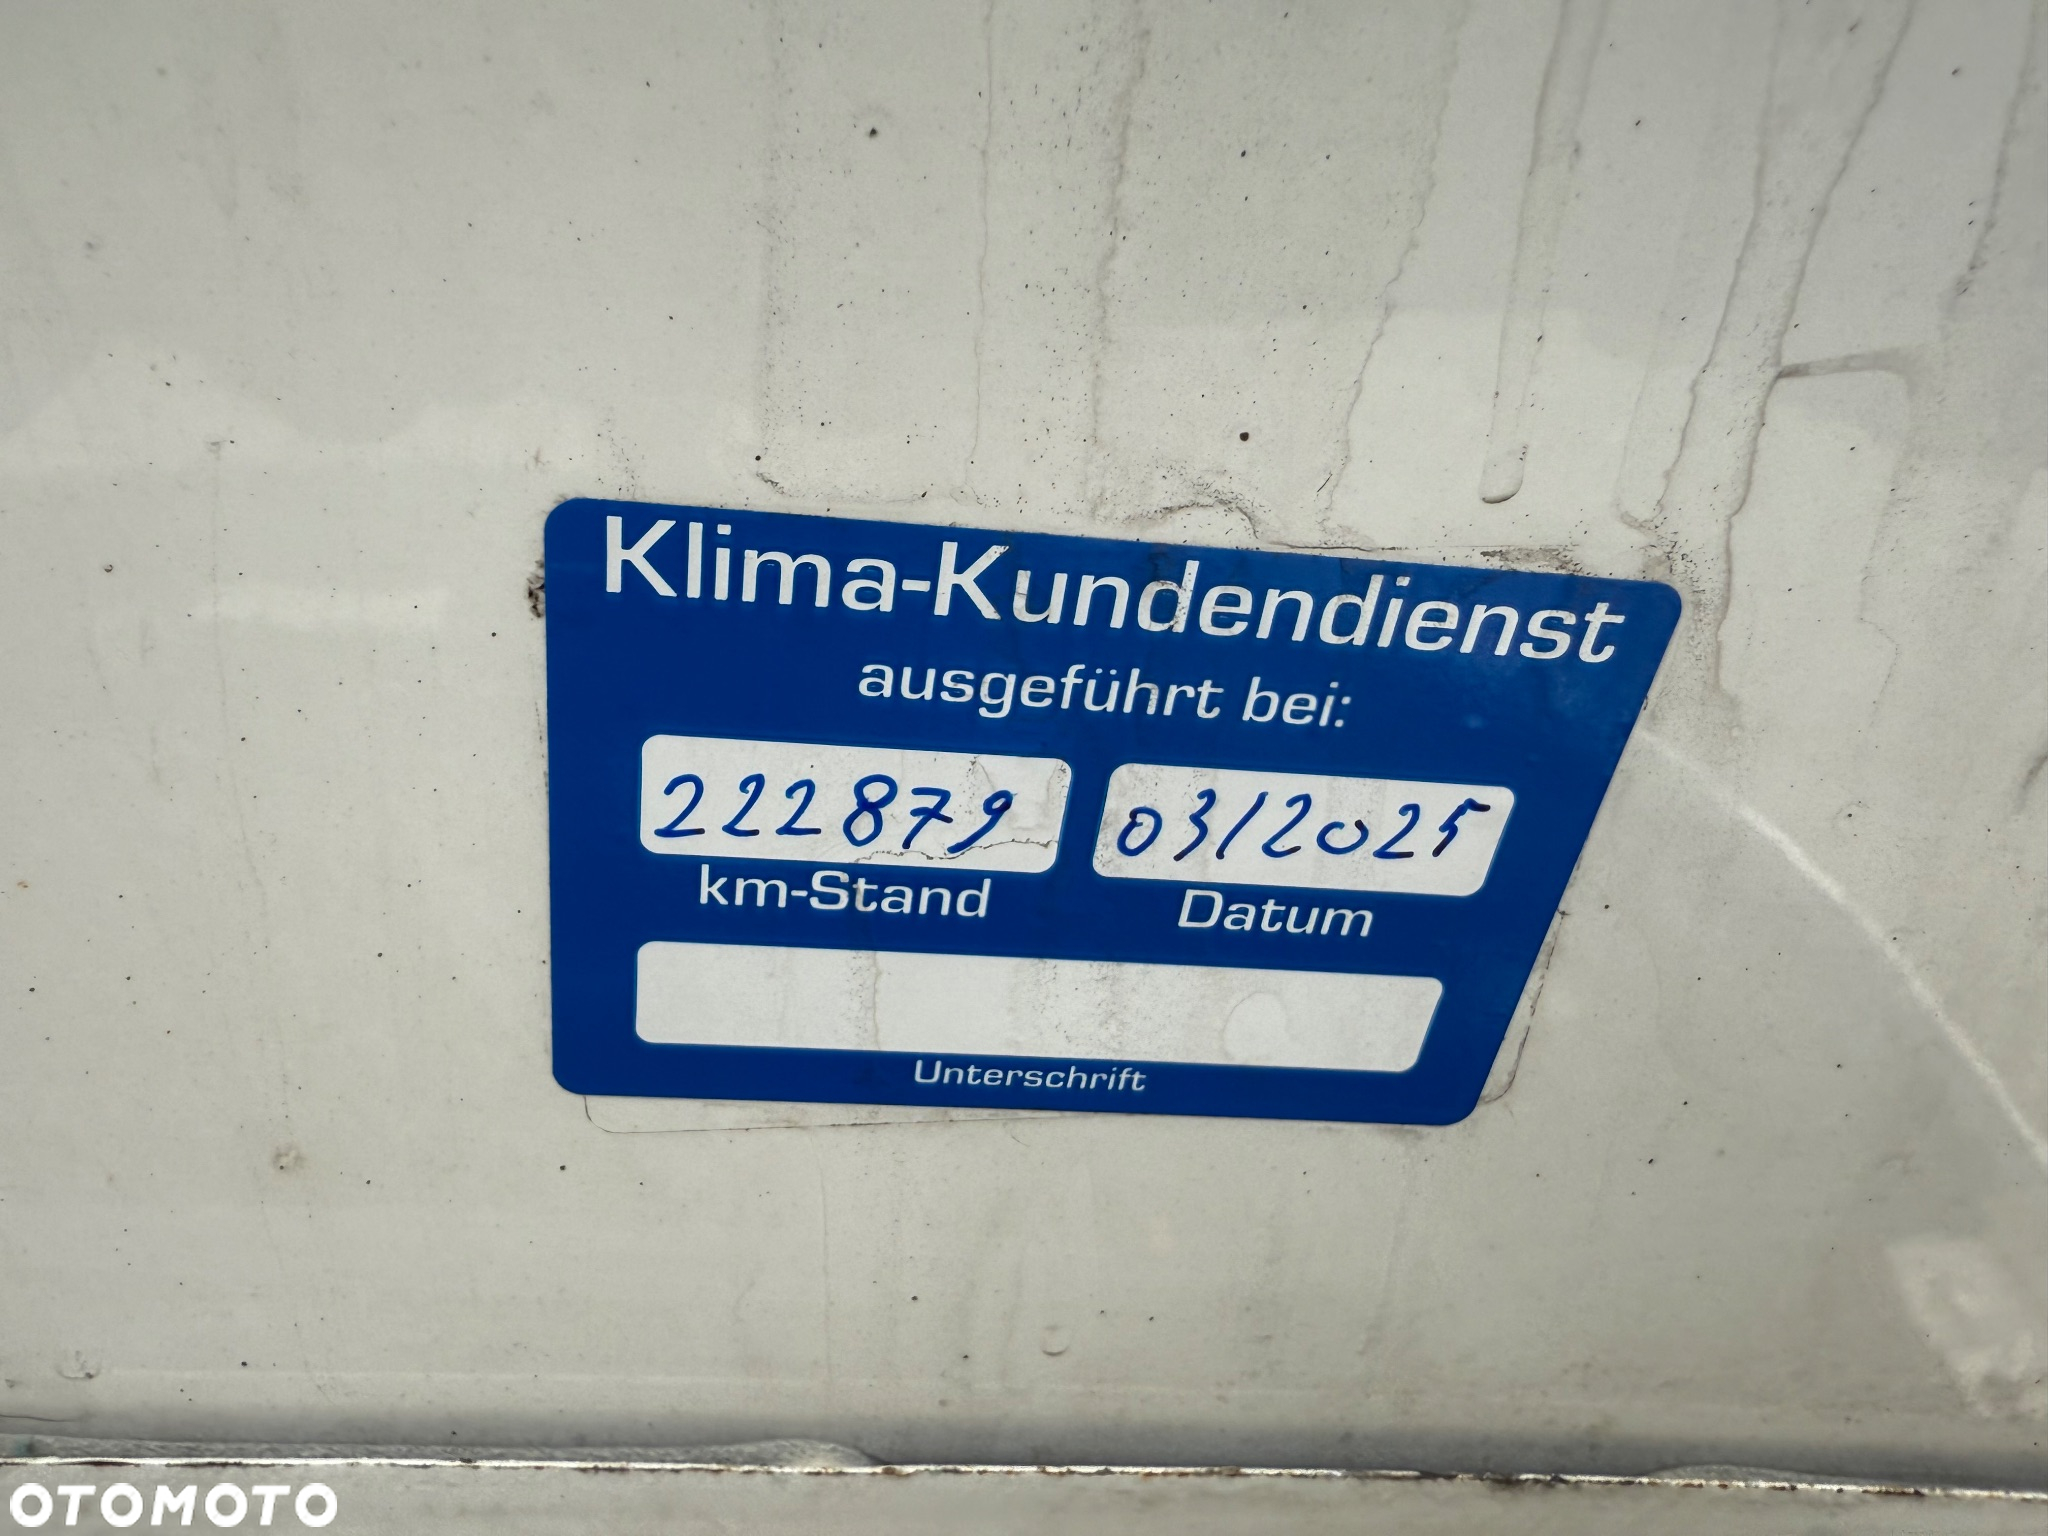 Klima-Kundendienst
ausgeführt bei:
222879 03/2025
km-Stand Datum
Unterschrift
OTOMOTO